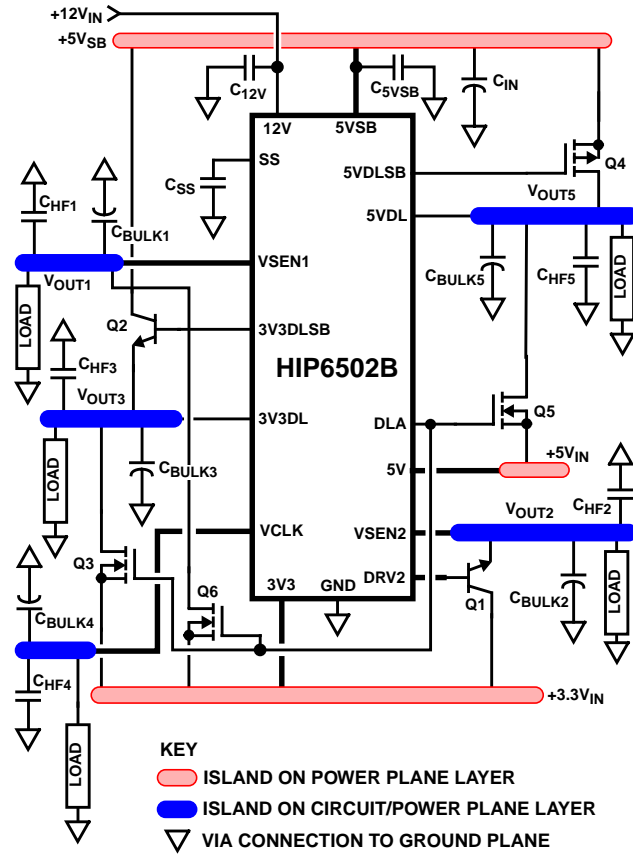 +12VIN
+5VSB
C12V
C5VSB
CIN
12V
5VSB
SS
CSS
5VDLSB
Q4
VOUT5
5VDL
CHF1
CBULK1
VSEN1
VOUT1
CBULK5
CHF5
LOAD
LOAD
Q2
3V3DLSB
HIP6502B
CHF3
VOUT3
3V3DL
DLA
Q5
+5VIN
5V
LOAD
CBULK3
CHF2
VOUT2
VCLK
VSEN2
Q3
Q6
3V3
GND
DRV2
Q1
CBULK2
LOAD
CBULK4
CHF4
+3.3VIN
LOAD
KEY
ISLAND ON POWER PLANE LAYER
ISLAND ON CIRCUIT/POWER PLANE LAYER
VIA CONNECTION TO GROUND PLANE